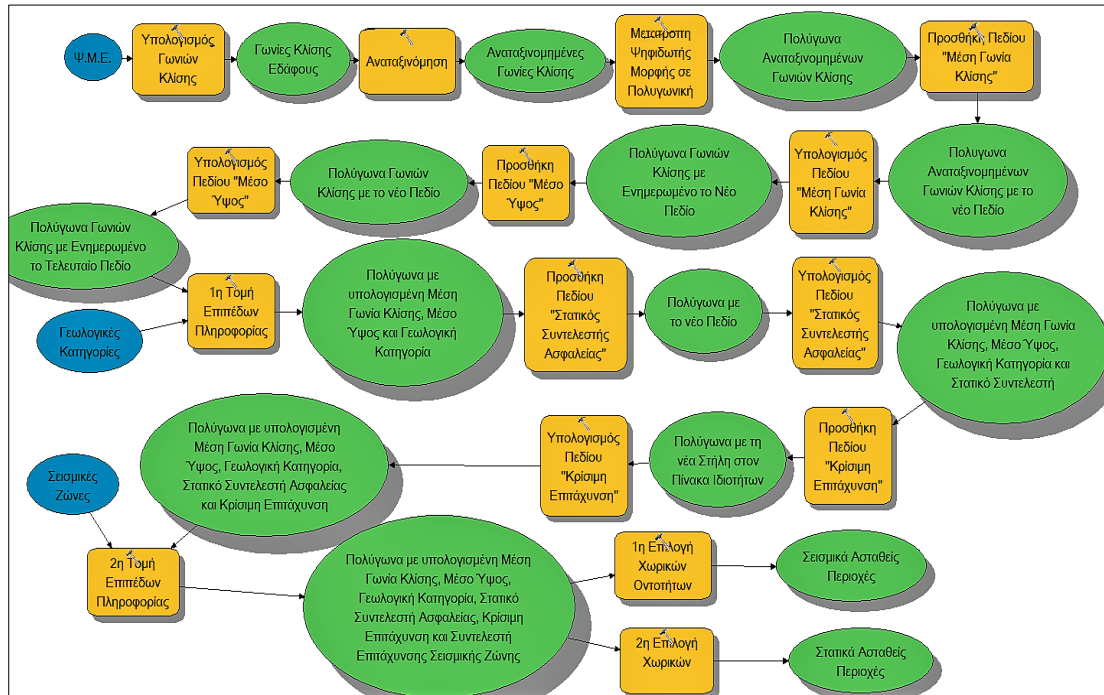 Ψ.Μ.Ε.
Υπολογισμός
Γωνιών
Κλίσης
Γωνίες Κλίσης
Εδάφους
Αναταξινόμηση
Αναταξινομημένες
Γωνίες Κλίσης
Μετατρόπη
Ψηφιδωτής
Μορφής σε
Πολυγωνική
Πολύγωνα
Αναταξινομημένων
Γωνιών Κλίσης
Προσθήκη Πεδίου
"Μέση Γωνία
Κλίσης"
Πολυγωνα
Αναταξινομημένων
Γωνιών Κλίσης με το
νέο Πεδίο
Υπολογισμός
Πεδίου
"Μέση Γωνία
Κλίσης"
Πολύγωνα Γωνιών
Κλίσης με
Ενημερωμένο το Νέο
Πεδίο
Προσθήκη
Πεδίου "Μέσο
Ύψος"
Πολύγωνα Γωνιών
Κλίσης με το νέο Πεδίο
Υπολογισμός
Πεδίου "Μέσο
Ύψος"
Πολύγωνα Γωνιών
Κλίσης με Ενημερωμένο
το Τελευταίο Πεδίο
Γεωλογικές
Κατηγορίες
1η Τομή
Επιπέδων
Πληροφορίας
Πολύγωνα με
υπολογισμένη Μέση
Γωνία Κλίσης, Μέσο
Ύψος και Γεωλογική
Κατηγορία
Προσθήκη
Πεδίου
"Στατικός
Συντελεστής
Ασφαλείας"
Πολύγωνα με
το νέο Πεδίο
Υπολογισμός
Πεδίου
"Στατικός
Συντελεστής
Ασφαλείας"
Πολύγωνα με
υπολογισμένη Μέση Γωνία
Κλίσης, Μέσο Ύψος,
Γεωλογική Κατηγορία και
Στατικό Συντελεστή
Προσθήκη
Πεδίου
"Κρίσιμη
Επιτάχυνση"
Πολύγωνα με τη
νέα Στήλη στον
Πίνακα Ιδιοτήτων
Υπολογισμός
Πεδίου
"Κρίσιμη
Επιτάχυνση"
Πολύγωνα με υπολογισμένη
Μέση Γωνία Κλίσης, Μέσο
Ύψος, Γεωλογική Κατηγορία,
Στατικό Συντελεστή Ασφαλείας
και Κρίσιμη Επιτάχυνση
Σεισμικές
Ζώνες
2η Τομή
Επιπέδων
Πληροφορίας
Πολύγωνα με υπολογισμένη Μέση
Γωνία Κλίσης, Μέσο Ύψος,
Γεωλογική Κατηγορία, Στατικό
Συντελεστή Ασφαλείας, Κρίσιμη
Επιτάχυνση και Συντελεστή
Επιτάχυνσης Σεισμικής Ζώνης
1η Επιλογή
Χωρικών
Οντοτήτων
Σεισμικά Ασταθείς
Περιοχές
2η Επιλογή
Χωρικών
Στατικά Ασταθείς
Περιοχές